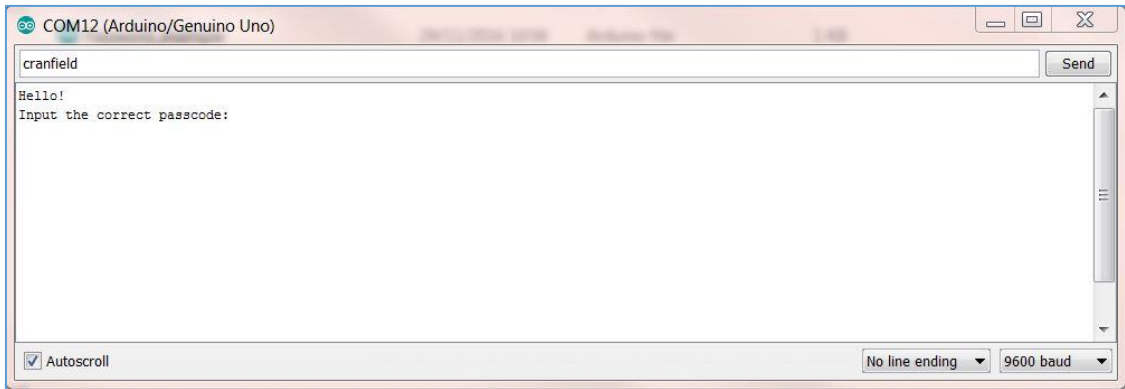 COM12 (Arduino/Genuino Uno)
cranfield
Send
Hello!
Input the correct passcode:
Autoscroll
No line ending
9600 baud